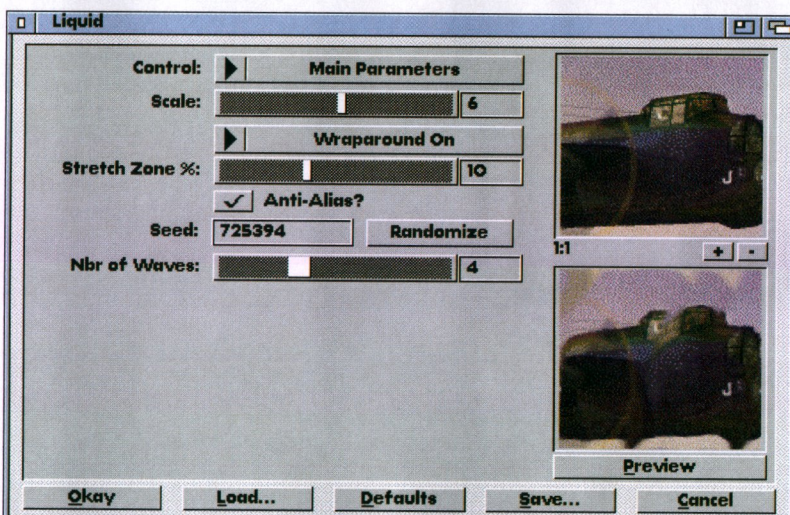 Liquid
Control: Main Parameters
Scale: 6
Wraparound On
Stretch Zone %: 10
Anti-Alias?
Seed: 725394 Randomize
Nbr of Waves: 4
J
1:1 + -
J
Preview
Okay Load... Defaults Save... Cancel